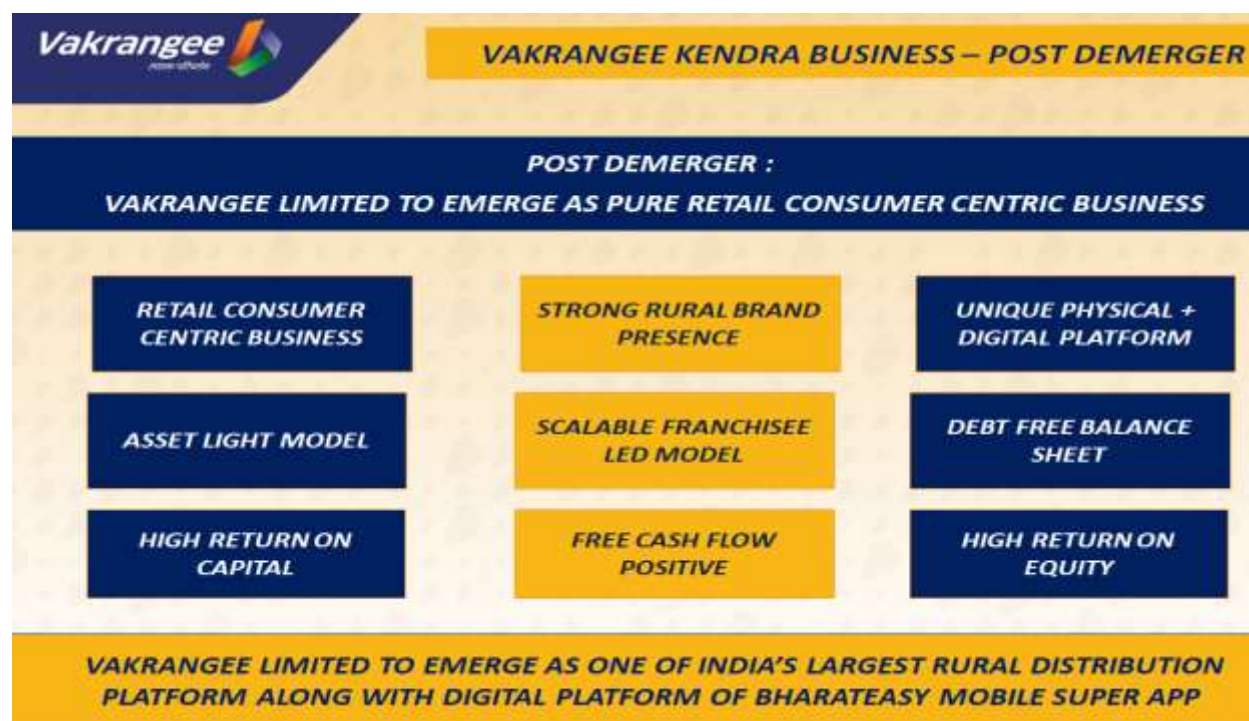 Vakrangee
VAKRANGEE KENDRA BUSINESS – POST DEMERGER
POST DEMERGER :
VAKRANGEE LIMITED TO EMERGE AS PURE RETAIL CONSUMER CENTRIC BUSINESS
RETAIL CONSUMER
CENTRIC BUSINESS
STRONG RURAL BRAND
PRESENCE
UNIQUE PHYSICAL +
DIGITAL PLATFORM
ASSET LIGHT MODEL
SCALABLE FRANCHISEE
LED MODEL
DEBT FREE BALANCE
SHEET
HIGH RETURN ON
CAPITAL
FREE CASH FLOW
POSITIVE
HIGH RETURN ON
EQUITY
VAKRANGEE LIMITED TO EMERGE AS ONE OF INDIA'S LARGEST RURAL DISTRIBUTION
PLATFORM ALONG WITH DIGITAL PLATFORM OF BHARATEASY MOBILE SUPER APP